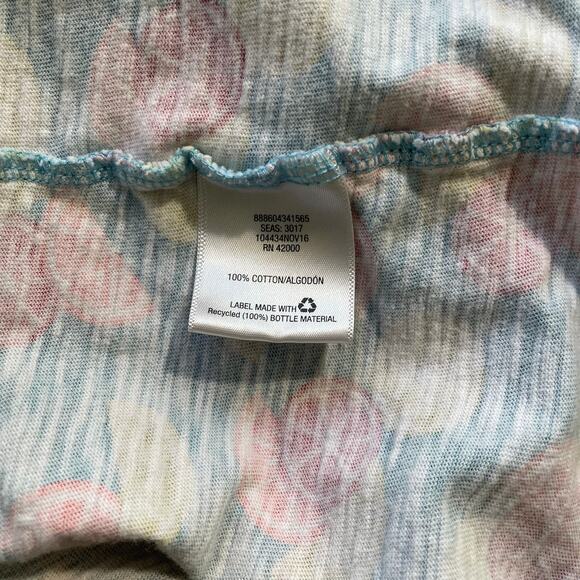 888604341565
SEAS: 3017
104434NOV16
RN 42000
100% COTTON/ALGODÓN
LABEL MADE WITH
Recycled (100%) BOTTLE MATERIAL